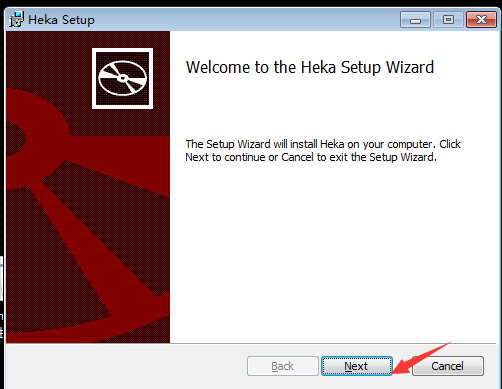 Heka Setup
Welcome to the Heka Setup Wizard
The Setup Wizard will install Heka on your computer. Click
Next to continue or Cancel to exit the Setup Wizard.
Back
Next
Cancel